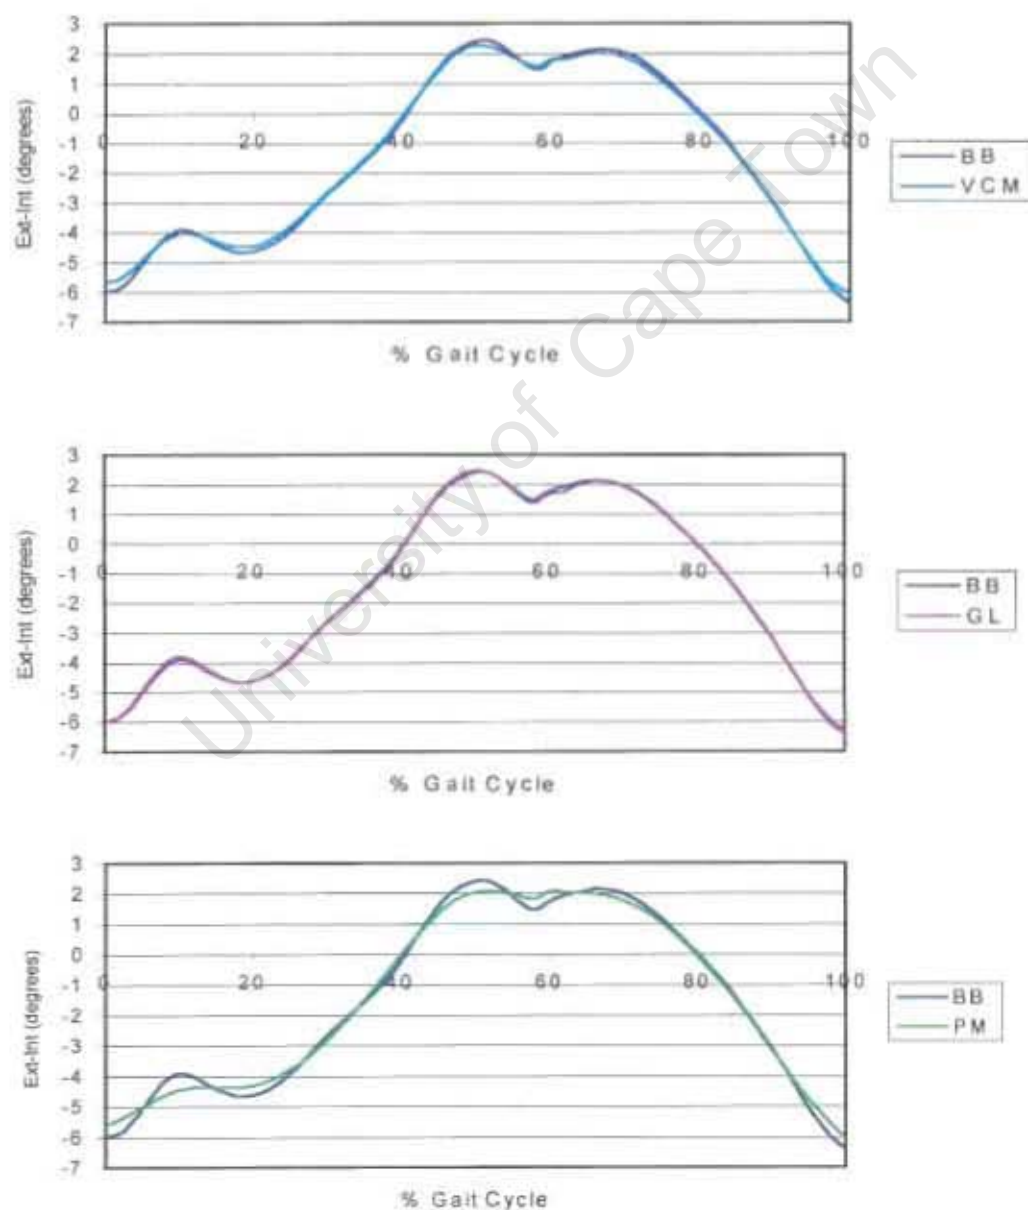 3
2
1
0
-1
-2
-3
-4
-5
-6
-7
Ext-Int (degrees)
0 20 40 60 80 100
% Gait Cycle
BB
VCM
3
2
1
0
-1
-2
-3
-4
-5
-6
-7
Ext-Int (degrees)
0 20 40 60 80 100
% Gait Cycle
BB
GL
3
2
1
0
-1
-2
-3
-4
-5
-6
-7
Ext-Int (degrees)
0 20 40 60 80 100
% Gait Cycle
BB
PM
University of Cape Town